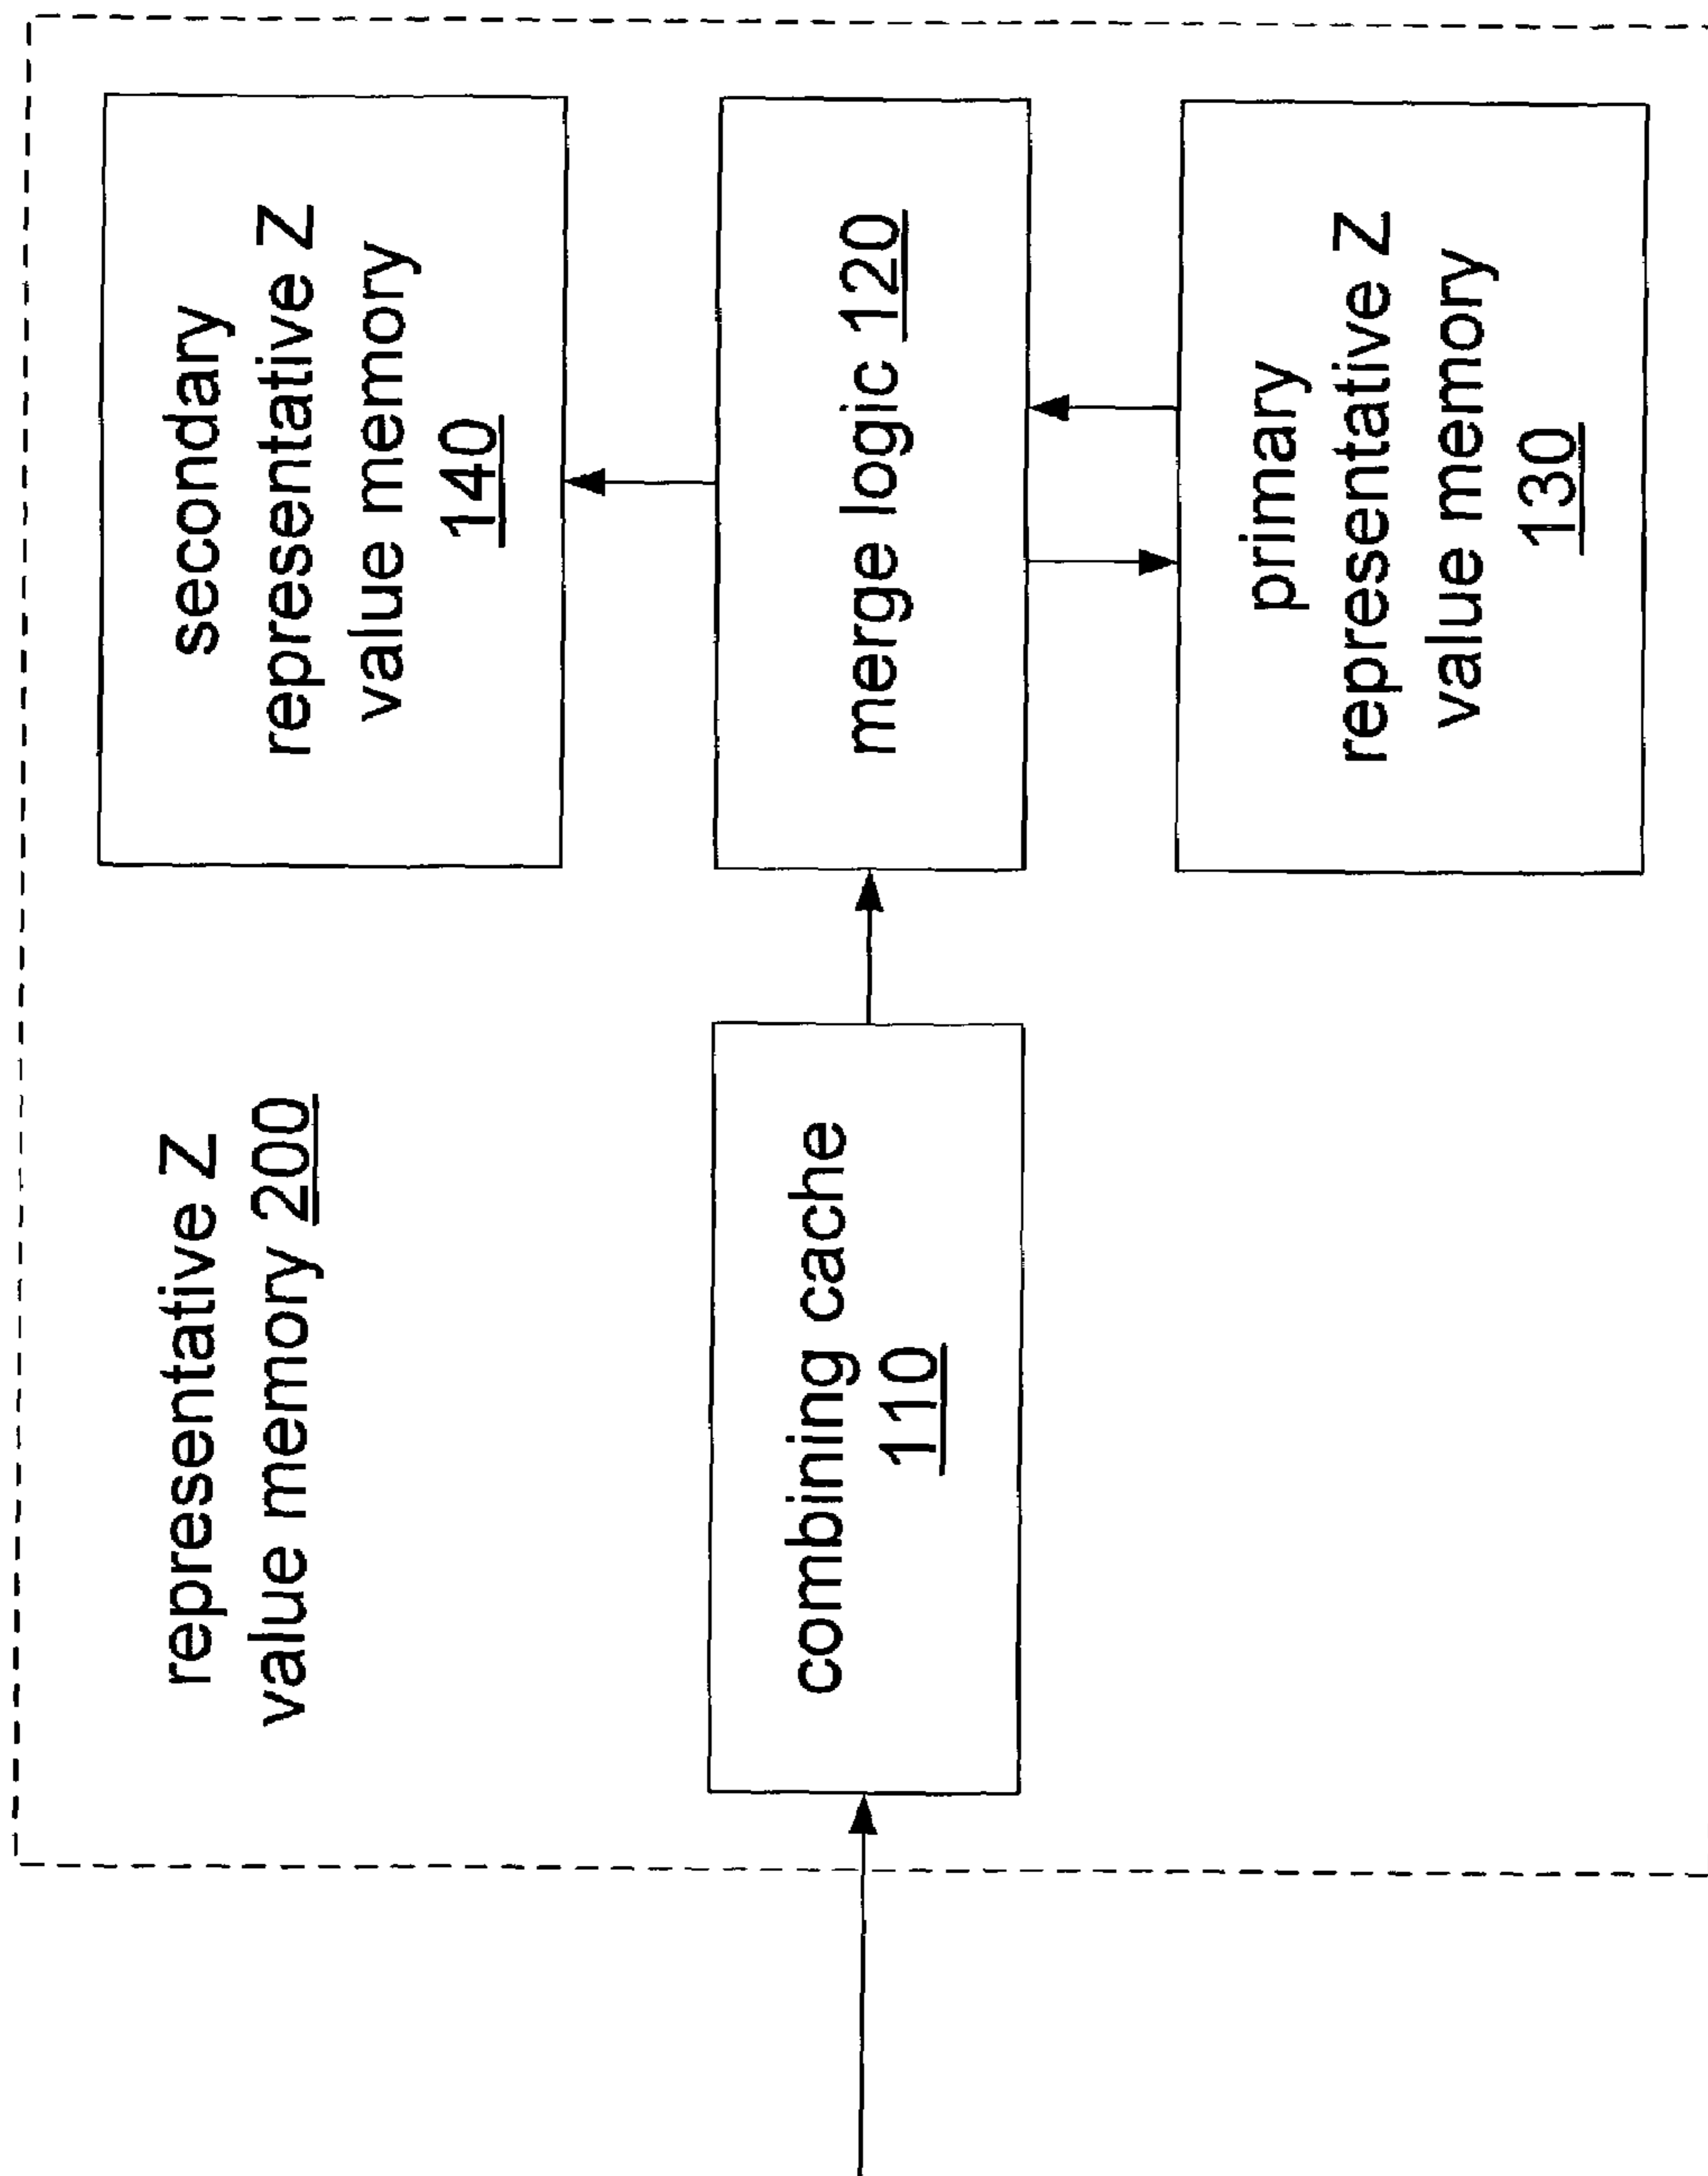 representative Z
value memory 200
combining cache
110
secondary
representative Z
value memory
140
merge logic 120
primary
representative Z
value memory
130